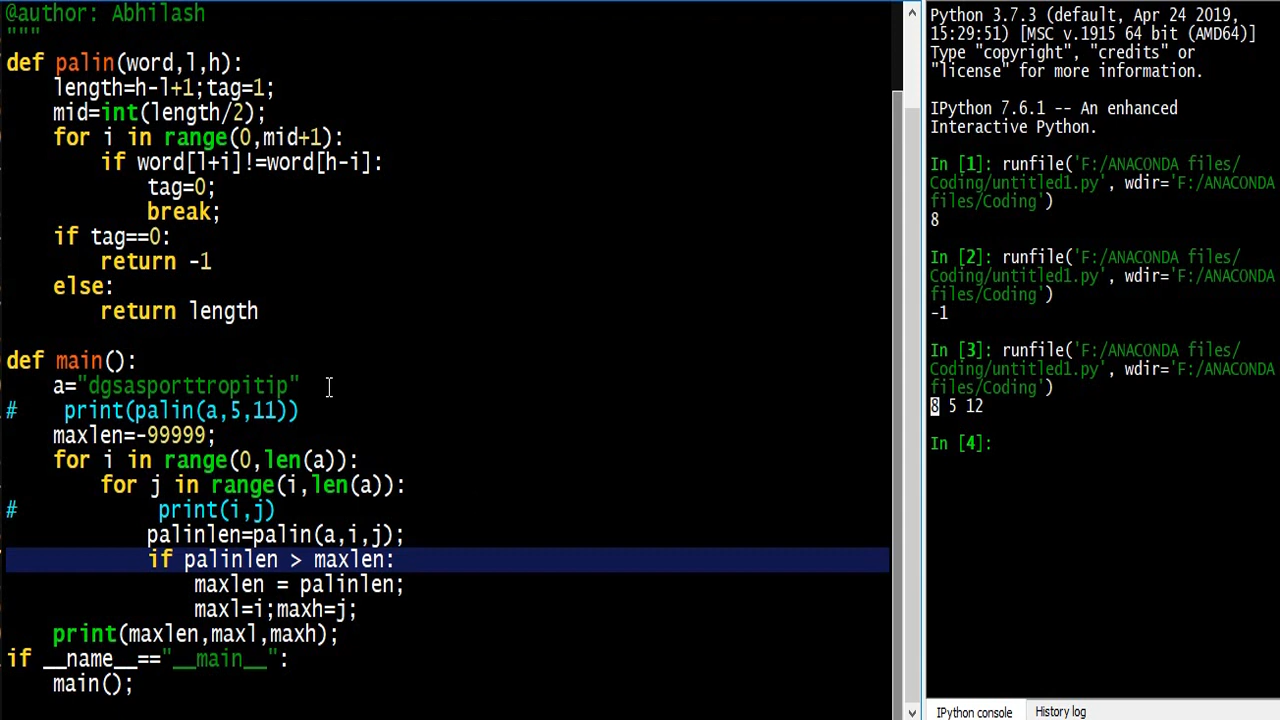 @author: Abhilash
"""
def palin(word,l,h):
    length=h-l+1;tag=1;
    mid=int(length/2);
    for i in range(0,mid+1):
        if word[l+i]!=word[h-i]:
            tag=0;
            break;
    if tag==0:
        return -1
    else:
        return length

def main():
    a="dgsasporttropitip"
#    print(palin(a,5,11))
    maxlen=-99999;
    for i in range(0,len(a)):
        for j in range(i,len(a)):
#            print(i,j)
            palinlen=palin(a,i,j);
            if palinlen > maxlen:
                maxlen = palinlen;
                maxl=i;maxh=j;
    print(maxlen,maxl,maxh);
if __name__=="__main__":
    main();
Python 3.7.3 (default, Apr 24 2019,
15:29:51) [MSC v.1915 64 bit (AMD64)]
Type "copyright", "credits" or
"license" for more information.

IPython 7.6.1 -- An enhanced
Interactive Python.

In [1]: runfile('F:/ANACONDA files/
Coding/untitled1.py', wdir='F:/ANACONDA
files/Coding')
8

In [2]: runfile('F:/ANACONDA files/
Coding/untitled1.py', wdir='F:/ANACONDA
files/Coding')
-1

In [3]: runfile('F:/ANACONDA files/
Coding/untitled1.py', wdir='F:/ANACONDA
files/Coding')
8 5 12

In [4]:
IPython console
History log